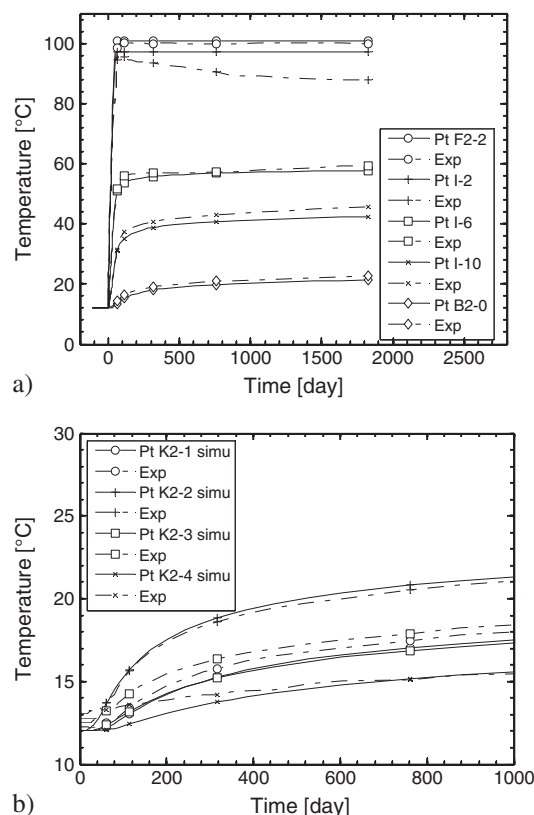 120
100
80
60
40
20
0
Temperature [°C]
0 500 1000 1500 2000 2500
Time [day]
Pt F2-2
Exp
Pt I-2
Exp
Pt I-6
Exp
Pt I-10
Exp
Pt B2-0
Exp
a)
30
25
20
15
10
Temperature [°C]
0 200 400 600 800 1000
Time [day]
Pt K2-1 simu
Exp
Pt K2-2 simu
Exp
Pt K2-3 simu
Exp
Pt K2-4 simu
Exp
b)